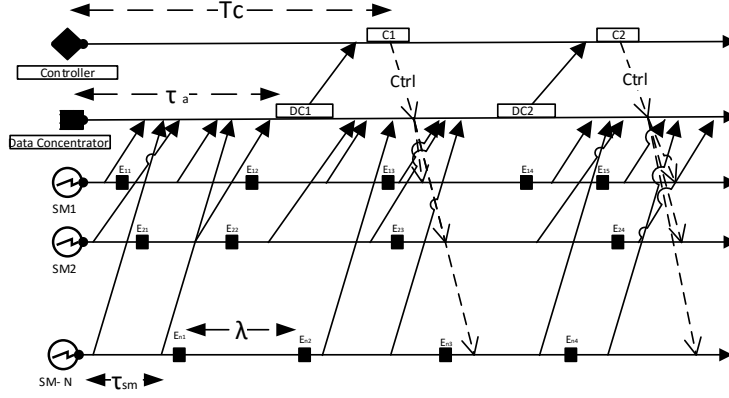 Tc
C1
C2
Controller
Ctrl
Ctrl
τ a
DC1
DC2
Data Concentrator
E11
E12
E13
E14
E15
SM1
E21
E22
E23
E24
SM2
λ
En1
En2
En3
En4
SM- N
τsm